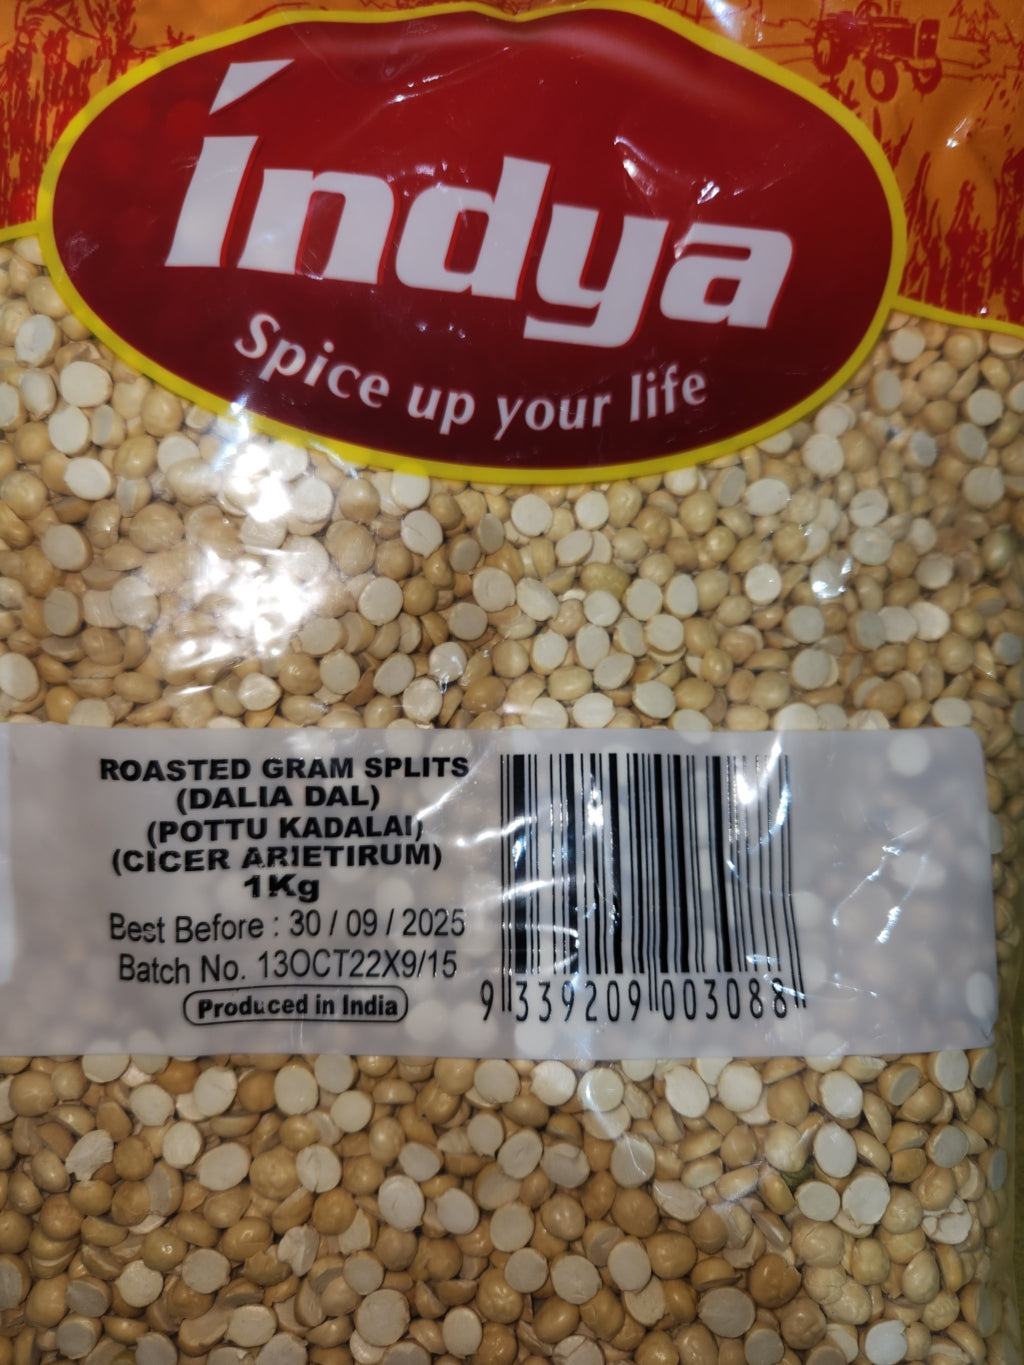 índya
Spice up your life
ROASTED GRAM SPLITS
(DALIA DAL)
(POTTU KADALAI)
(CICER ARIETIRUM)
1Kg
Best Before : 30 / 09 / 2025
Batch No. 13OCT22X9/15
Produced in India
9 339209 003088